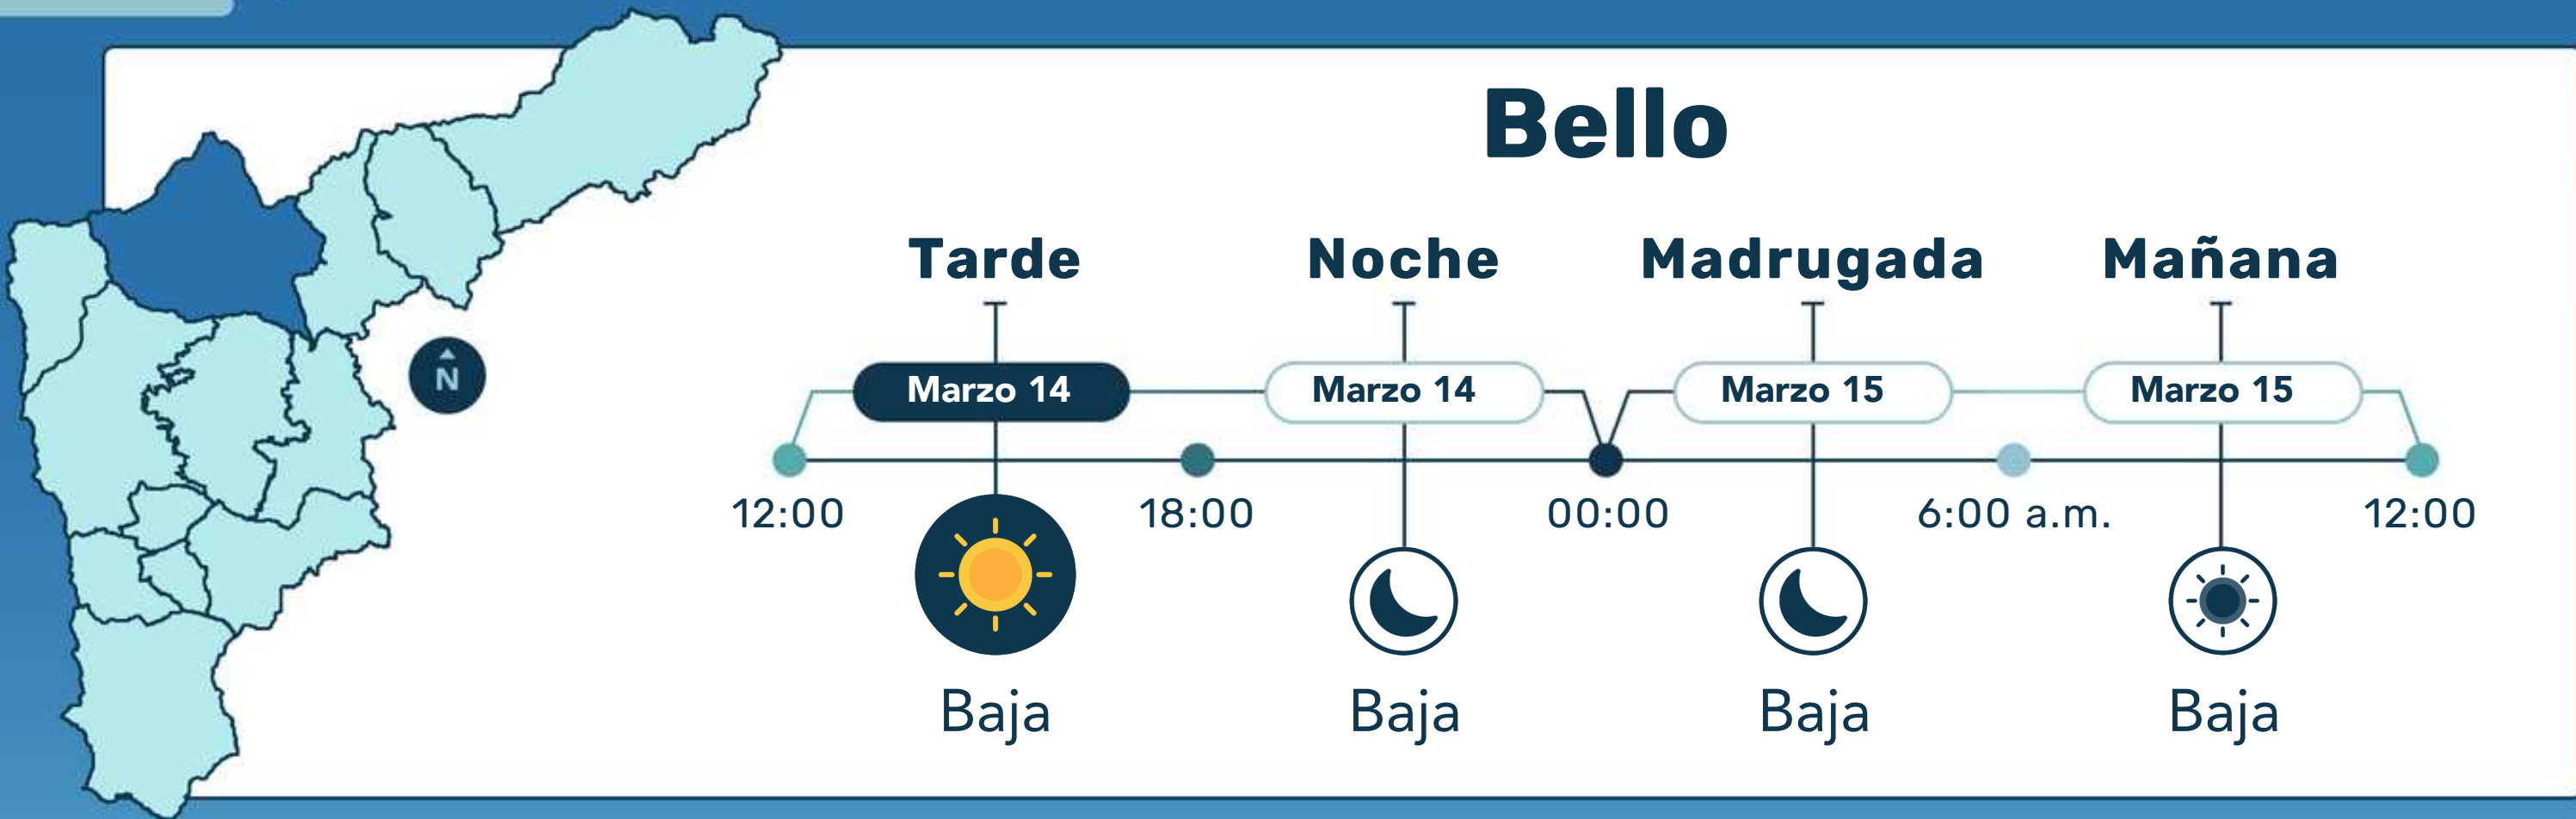 Bello
Tarde Noche Madrugada Mañana
Marzo 14 Marzo 14 Marzo 15 Marzo 15
N
12:00 18:00 00:00 6:00 a.m. 12:00
Baja Baja Baja Baja